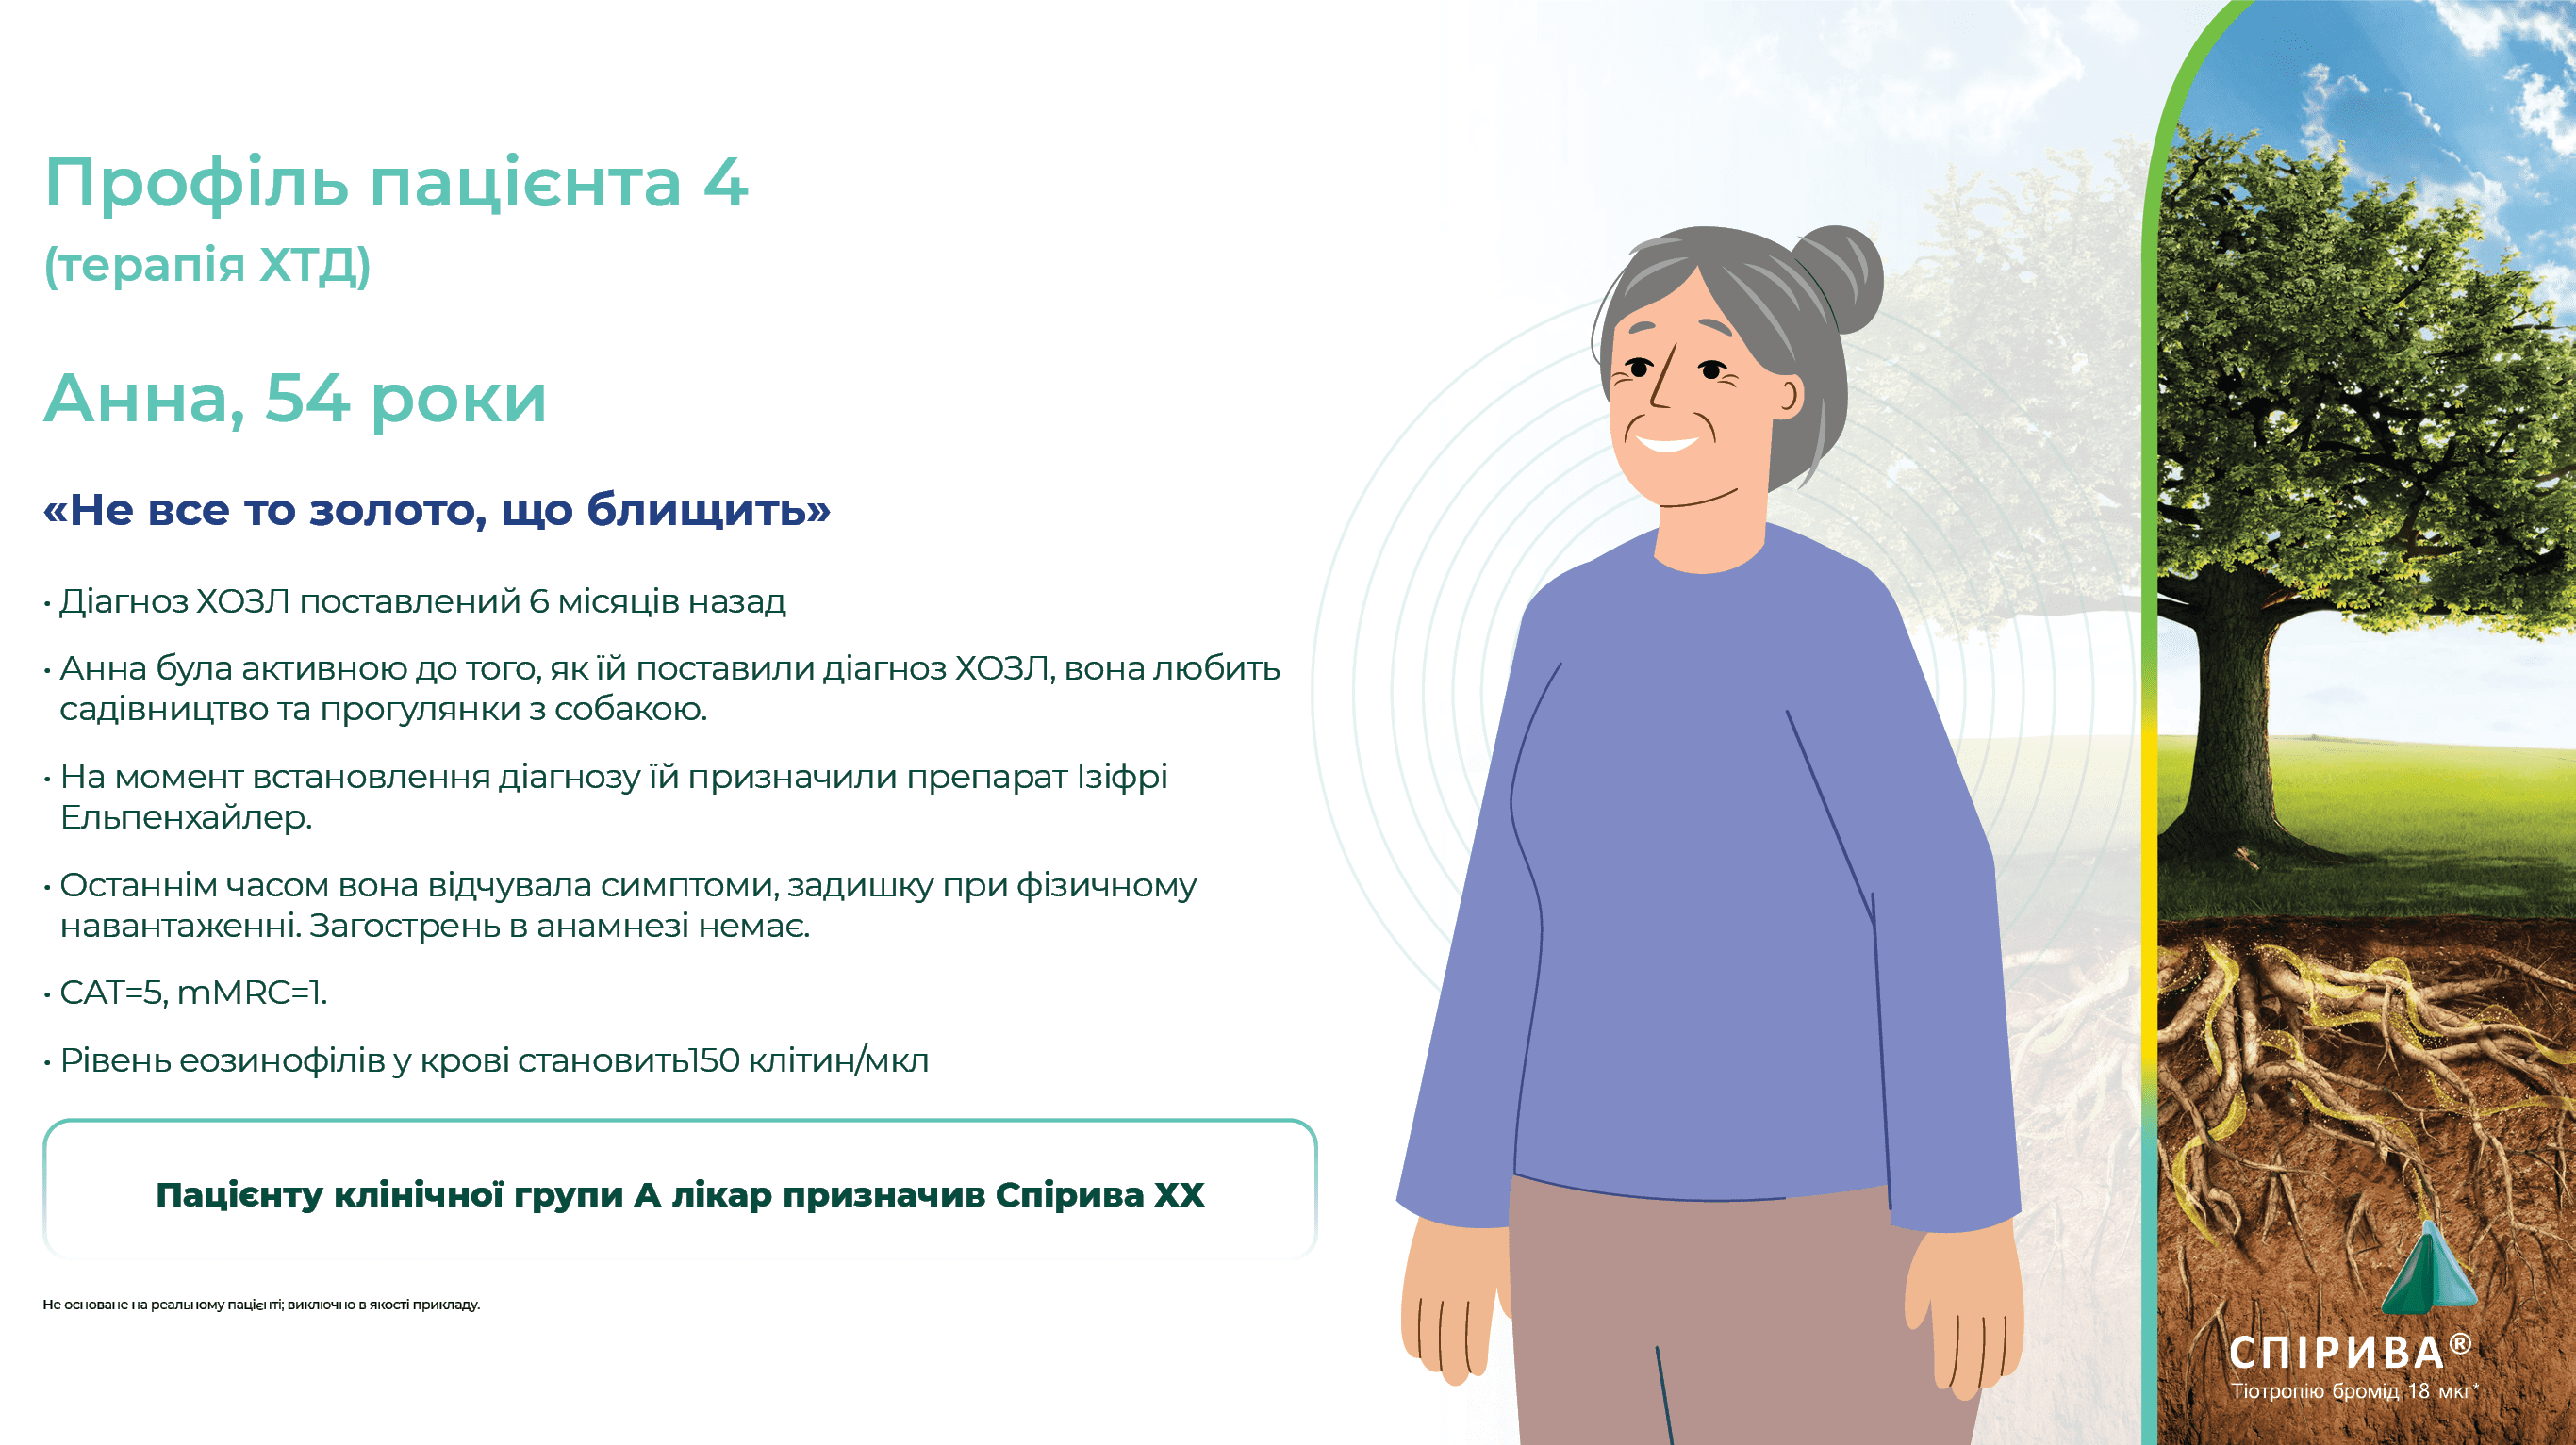 Профіль пацієнта 4
(терапія ХТД)
Анна, 54 роки
«Не все то золото, що блищить»
• Діагноз ХОЗЛ поставлений 6 місяців назад
• Анна була активною до того, як їй поставили діагноз ХОЗЛ, вона любить
садівництво та прогулянки з собакою.
• На момент встановлення діагнозу їй призначили препарат Ізіфрі
Ельпенхайлер.
• Останнім часом вона відчувала симптоми, задишку при фізичному
навантаженні. Загострень в анамнезі немає.
• CAT=5, mMRC=1.
• Рівень еозинофілів у крові становить150 клітин/мкл
Пацієнту клінічної групи А лікар призначив Спірива ХХ
Не основане на реальному пацієнті; виключно в якості прикладу.
СПІРИВА®
Тіотропію бромід 18 мкг*